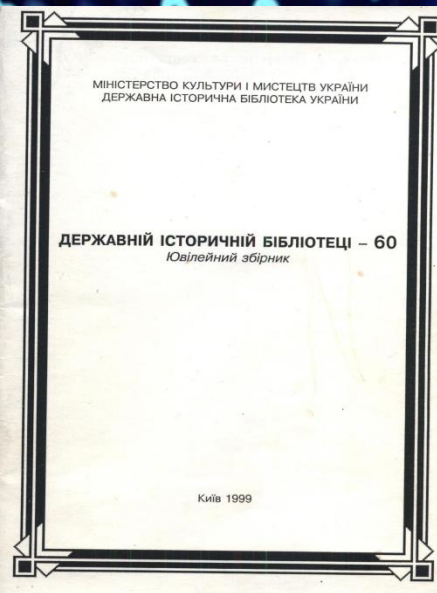 МІНІСТЕРСТВО КУЛЬТУРИ І МИСТЕЦТВ УКРАЇНИ
ДЕРЖАВНА ІСТОРИЧНА БІБЛІОТЕКА УКРАЇНИ
ДЕРЖАВНІЙ ІСТОРИЧНІЙ БІБЛІОТЕЦІ – 60
Ювілейний збірник
Київ 1999